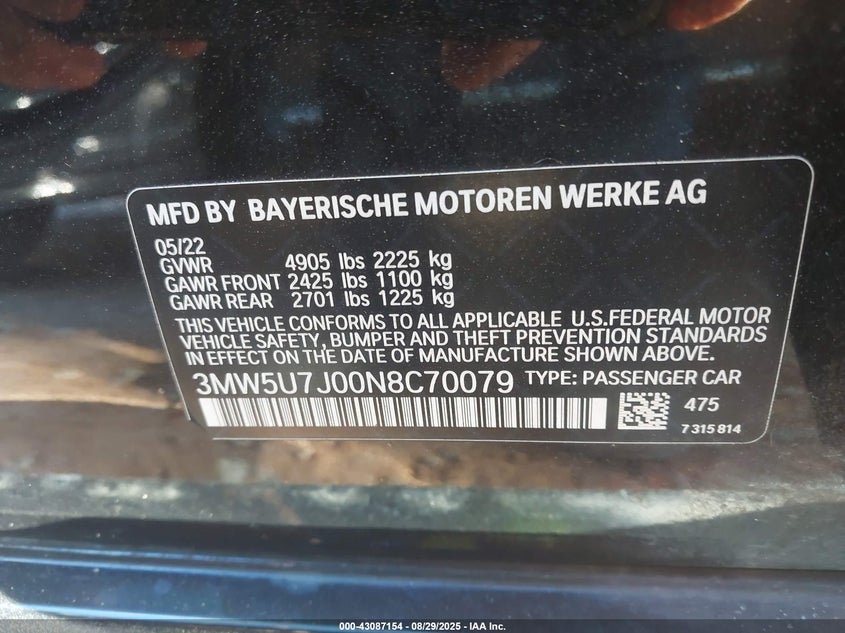 MFD BY BAYERISCHE MOTOREN WERKE AG
05/22
GVWR 4905 lbs 2225 kg
GAWR FRONT 2425 lbs 1100 kg
GAWR REAR 2701 lbs 1225 kg
THIS VEHICLE CONFORMS TO ALL APPLICABLE U.S.FEDERAL MOTOR
VEHICLE SAFETY, BUMPER, AND THEFT PREVENTION STANDARDS
IN EFFECT ON THE DATE OF MANUFACTURE SHOWN ABOVE.
3MW5U7J00N8C70079 TYPE: PASSENGER CAR
475
7 315 814
000-43087154 - 08/29/2025 - IAA Inc.